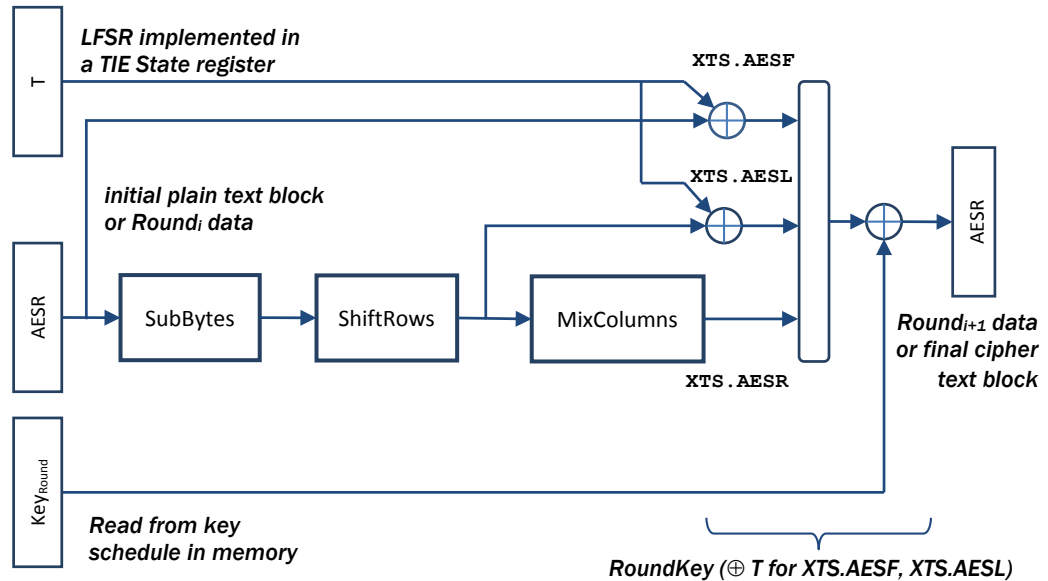 LFSR implemented in
a TIE State register
T
XTS.AESF
initial plain text block
or Roundi data
XTS.AESL
AESR
SubBytes
ShiftRows
MixColumns
XTS.AESR
AESR
Roundi+1 data
or final cipher
text block
KeyRound
Read from key
schedule in memory
RoundKey (⊕ T for XTS.AESF, XTS.AESL)